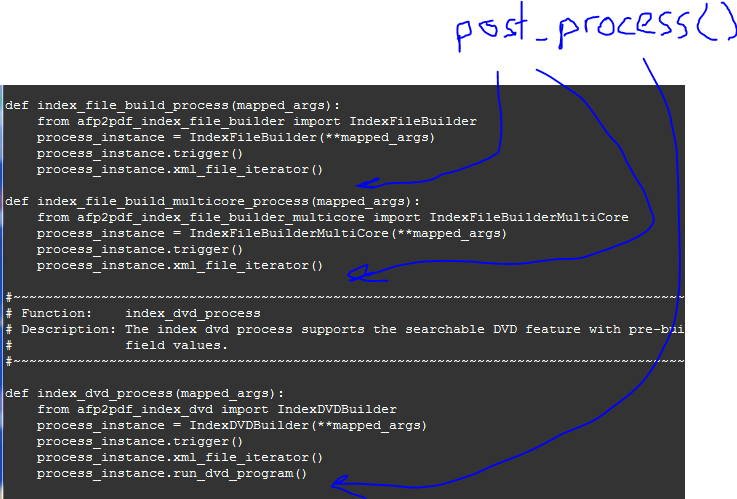 post_process()
def index_file_build_process(mapped_args):
    from afp2pdf_index_file_builder import IndexFileBuilder
    process_instance = IndexFileBuilder(**mapped_args)
    process_instance.trigger()
    process_instance.xml_file_iterator()
def index_file_build_multicore_process(mapped_args):
    from afp2pdf_index_file_builder_multicore import IndexFileBuilderMultiCore
    process_instance = IndexFileBuilderMultiCore(**mapped_args)
    process_instance.trigger()
    process_instance.xml_file_iterator()
#~~~~~~~~~~~~~~~~~~~~~~~~~~~~~~~~~~~~~~~~~~~~~~~~~~~~~~~~~~~~~~~~~~~~~~~~~~~~~~~~~~~~
# Function:    index_dvd_process
# Description: The index dvd process supports the searchable DVD feature with pre-bui
#              field values.
#~~~~~~~~~~~~~~~~~~~~~~~~~~~~~~~~~~~~~~~~~~~~~~~~~~~~~~~~~~~~~~~~~~~~~~~~~~~~~~~~~~~~
def index_dvd_process(mapped_args):
    from afp2pdf_index_dvd import IndexDVDBuilder
    process_instance = IndexDVDBuilder(**mapped_args)
    process_instance.trigger()
    process_instance.xml_file_iterator()
    process_instance.run_dvd_program()